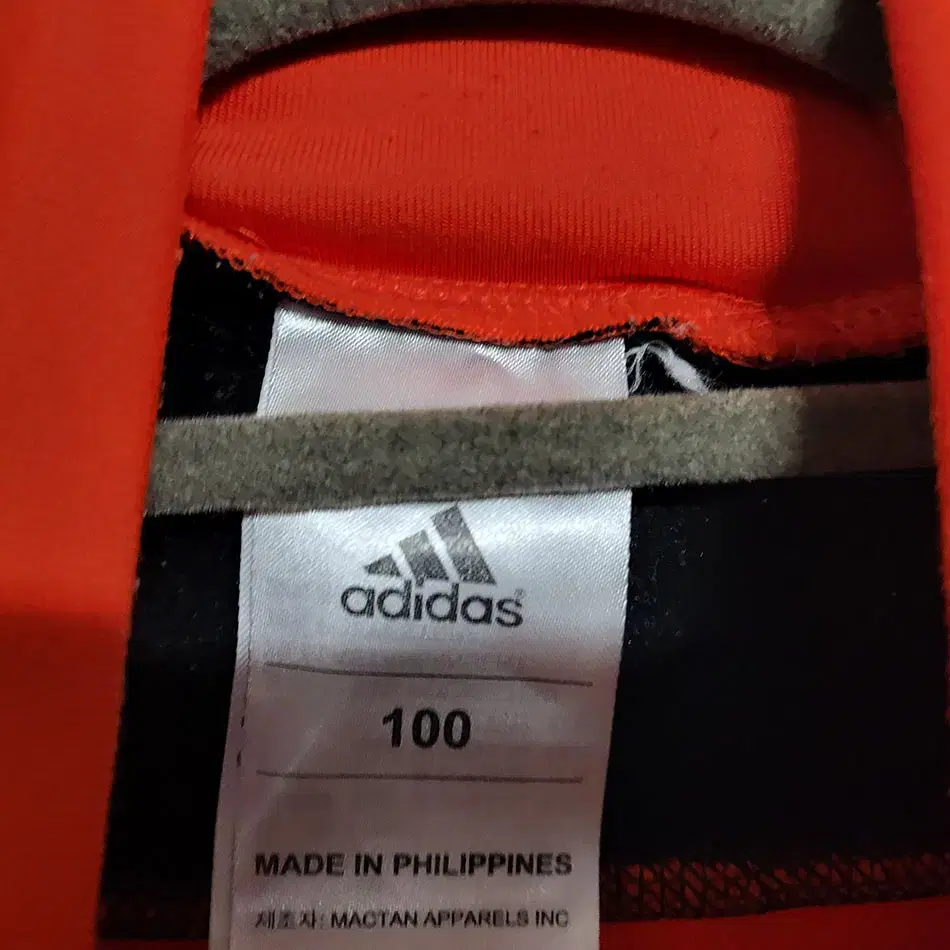 adidas
100
MADE IN PHILIPPINES
제조자: MACTAN APPARELS INC